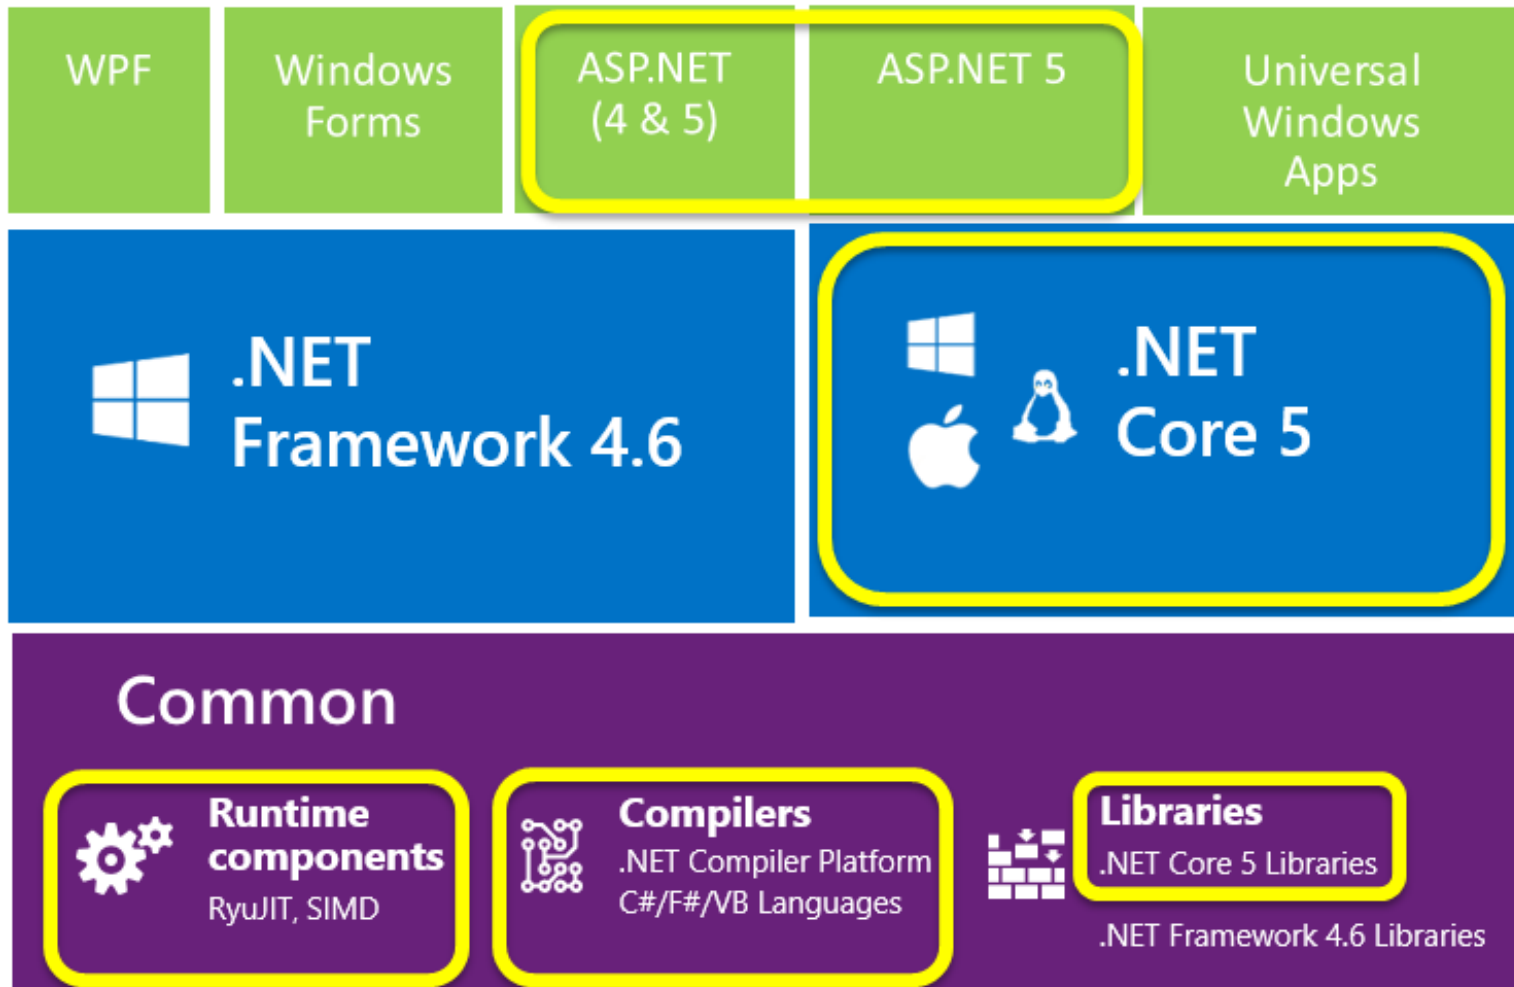 WPF
Windows
Forms
ASP.NET
(4 & 5)
ASP.NET 5
Universal
Windows
Apps
.NET
Framework 4.6
.NET
Core 5
Common
Runtime
components
RyuJIT, SIMD
Compilers
.NET Compiler Platform
C#/F#/VB Languages
Libraries
.NET Core 5 Libraries
.NET Framework 4.6 Libraries